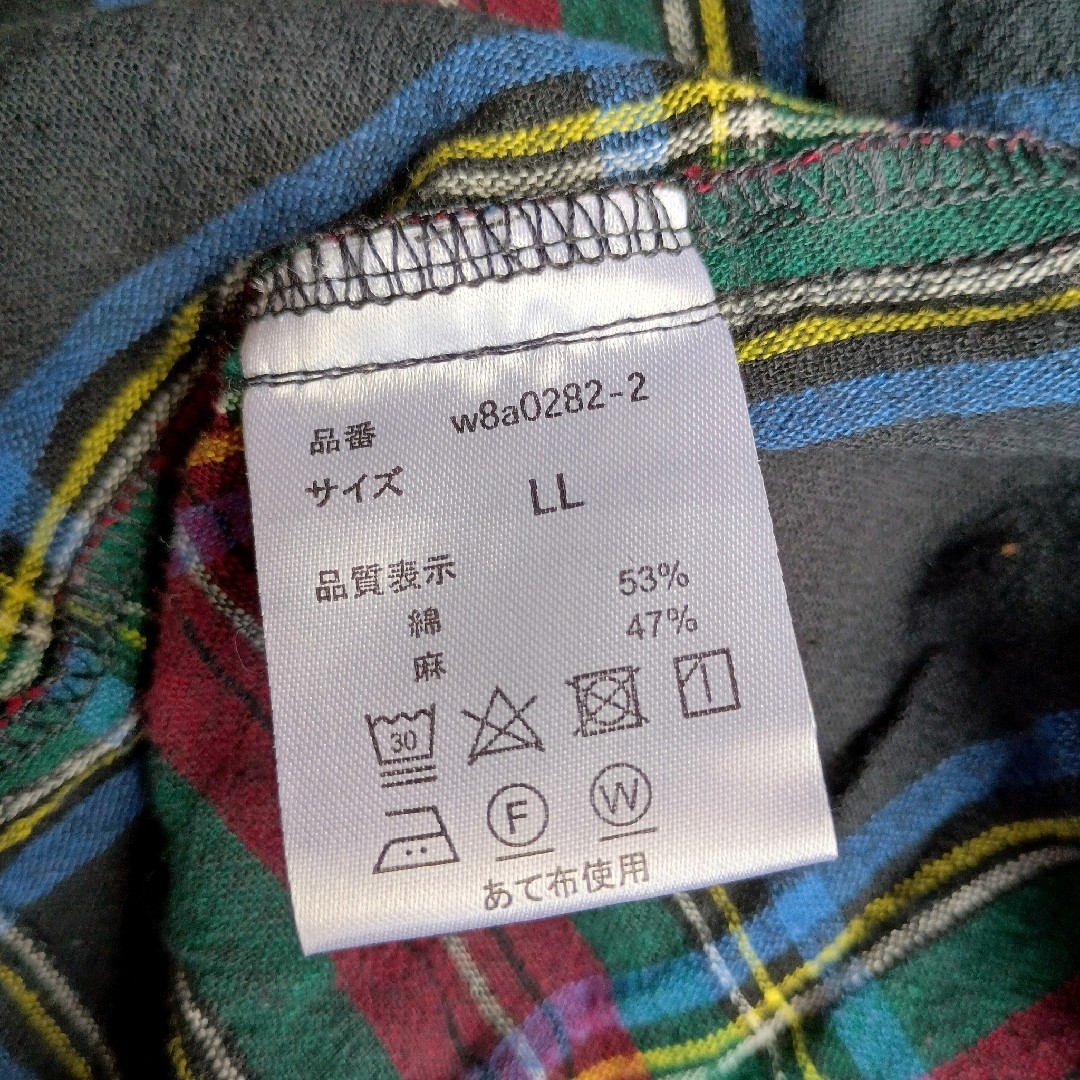 品番 w8a0282-2
サイズ LL
品質表示 53%
綿 47%
麻
30
F W
あて布使用